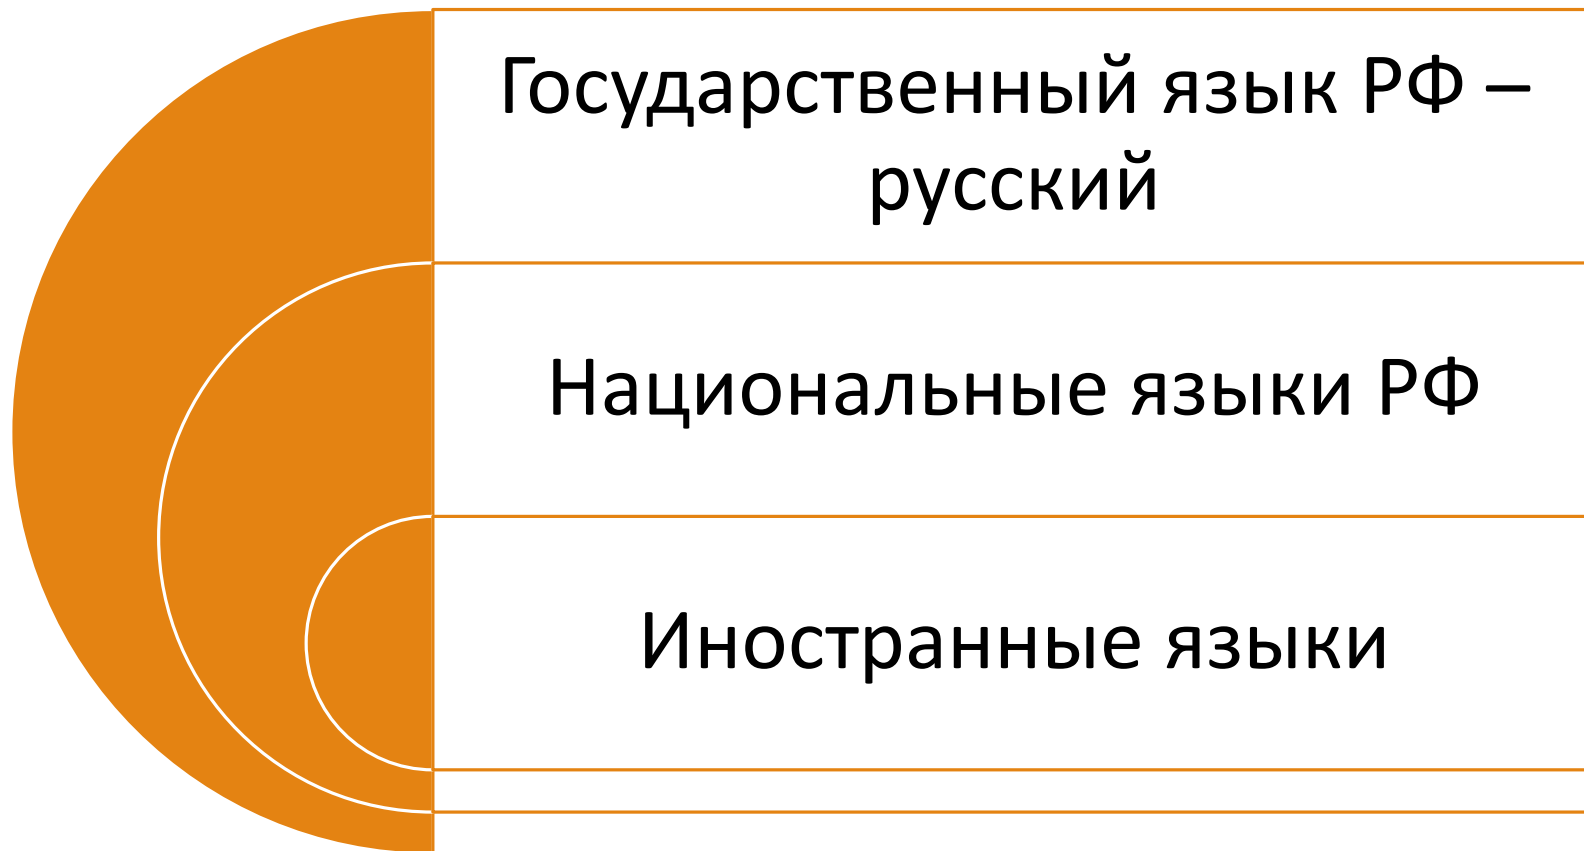 Государственный язык РФ –
русский
Национальные языки РФ
Иностранные языки